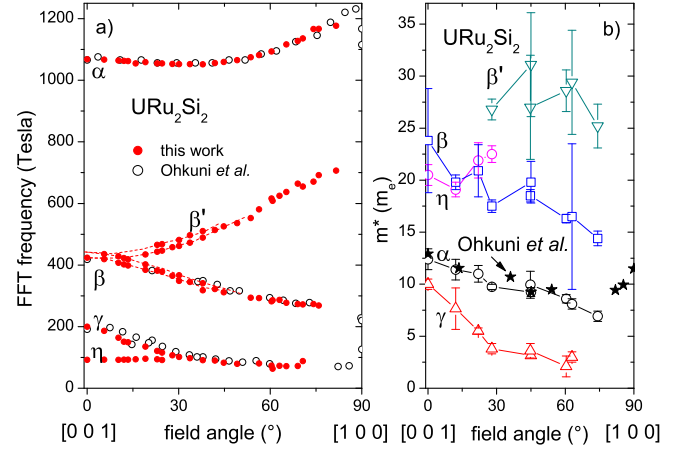 a)
FFT frequency (Tesla)
1200
1000
800
600
400
200
0
α
URu2Si2
this work
Ohkuni et al.
β'
β
γ
η
0
30
60
90
[0 0 1]
field angle (°)
[1 0 0]
b)
m* (me)
35
30
25
20
15
10
5
0
URu2Si2
β'
β
η
Ohkuni et al.
α
γ
0
30
60
90
[0 0 1]
field angle (°)
[1 0 0]